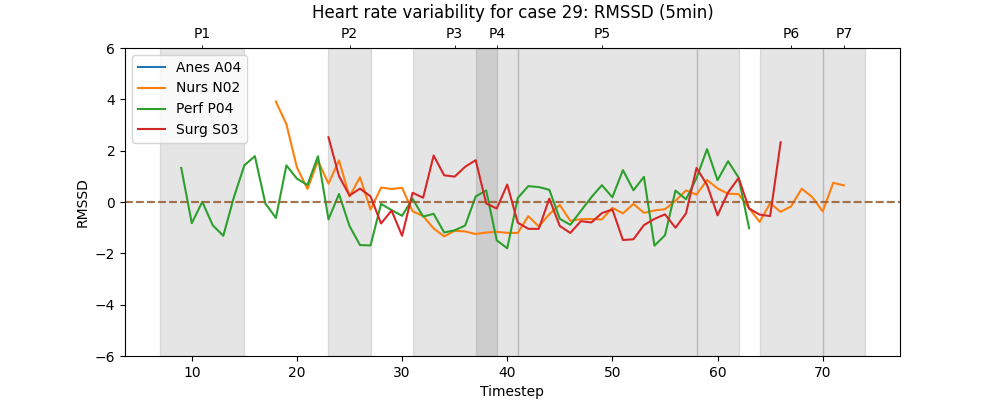 Heart rate variability for case 29: RMSSD (5min)
P1 P2 P3 P4 P5 P6 P7
6
4
2
0
−2
−4
−6
RMSSD
Anes A04
Nurs N02
Perf P04
Surg S03
10 20 30 40 50 60 70
Timestep